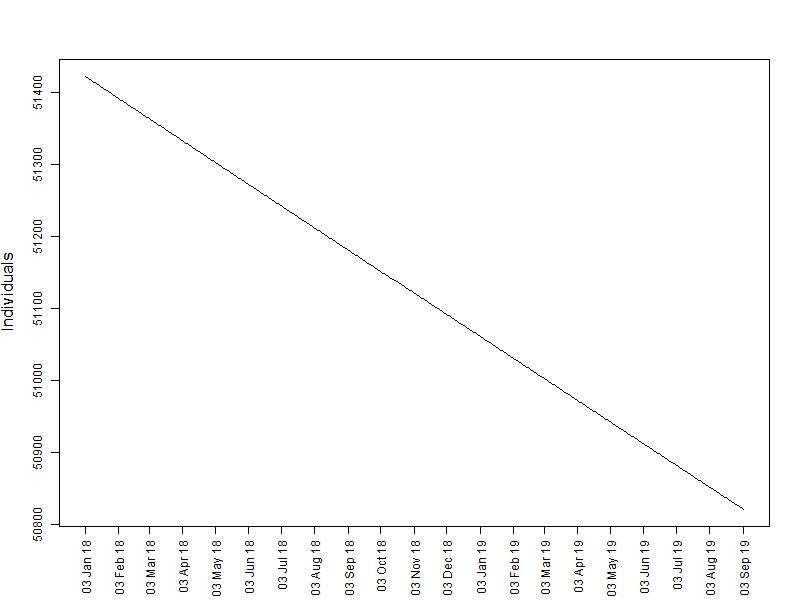 Individuals
51400
51300
51200
51100
51000
50900
50800
03 Jan 18
03 Feb 18
03 Mar 18
03 Apr 18
03 May 18
03 Jun 18
03 Jul 18
03 Aug 18
03 Sep 18
03 Oct 18
03 Nov 18
03 Dec 18
03 Jan 19
03 Feb 19
03 Mar 19
03 Apr 19
03 May 19
03 Jun 19
03 Jul 19
03 Aug 19
03 Sep 19